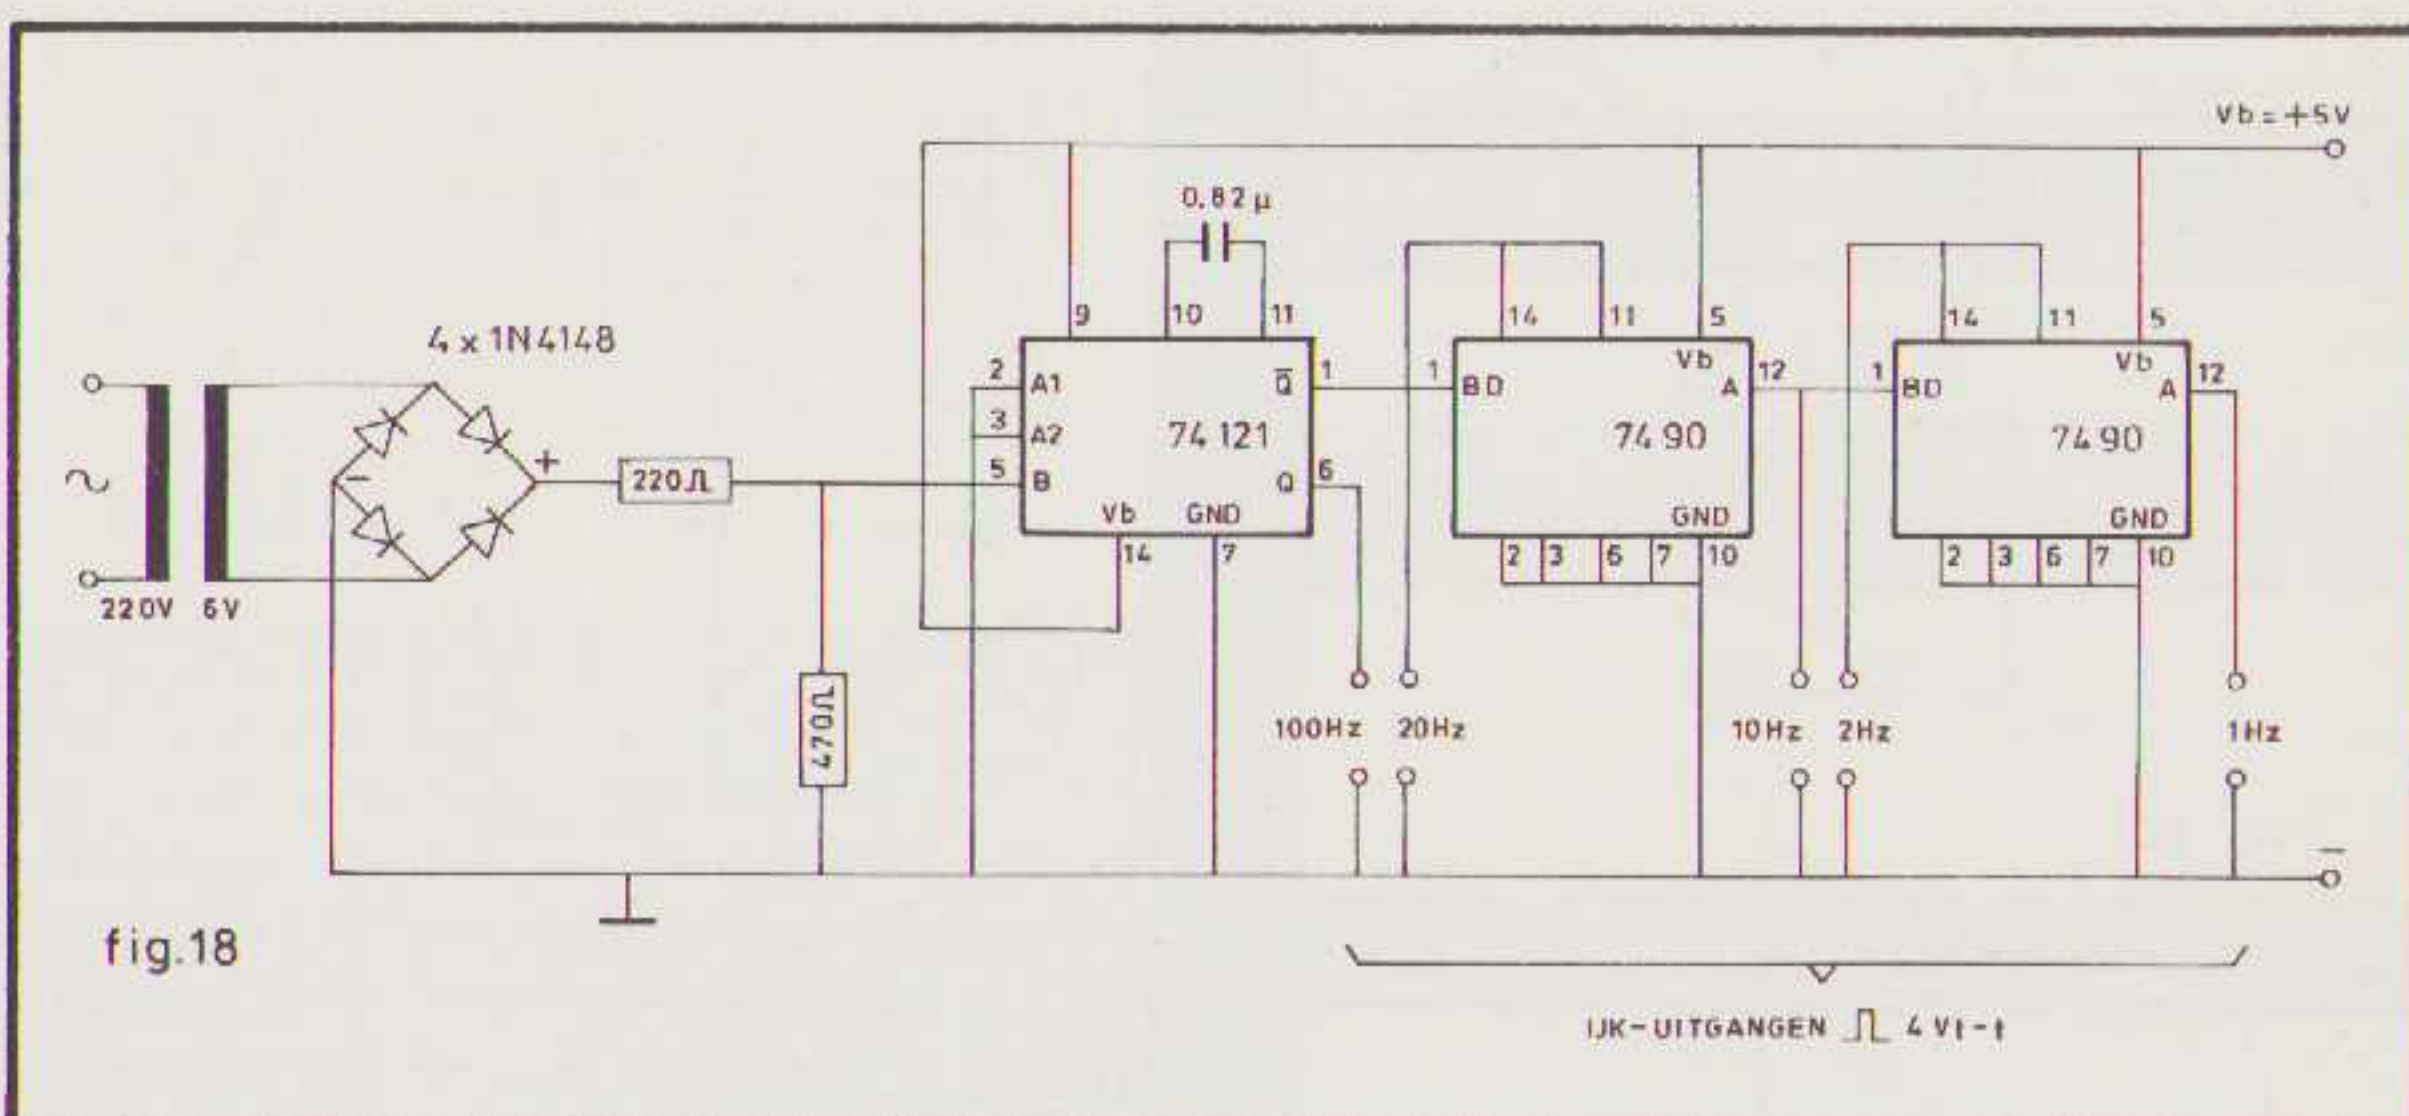 Vb = +5V
0,82 μ
4 x 1N4148
9 10 11
14 11 5
14 11 5
2 A1
3 A2
5 B
Q̅ 1
Q 6
74 121
Vb GND
14 7
1 BD
Vb
A 12
74 90
GND
2 3 6 7 10
1 BD
Vb
A 12
74 90
GND
2 3 6 7 10
~
- +
220Ω
470Ω
220V 6V
100Hz 20Hz
10Hz 2Hz
1Hz
-
fig.18
IJK-UITGANGEN 4 Vt-t